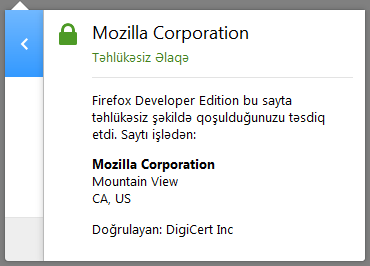 Mozilla Corporation
Təhlükəsiz Əlaqə
Firefox Developer Edition bu sayta
təhlükəsiz şəkildə qoşulduğunuzu təsdiq
etdi. Saytı işlədən:
Mozilla Corporation
Mountain View
CA, US
Doğrulayan: DigiCert Inc